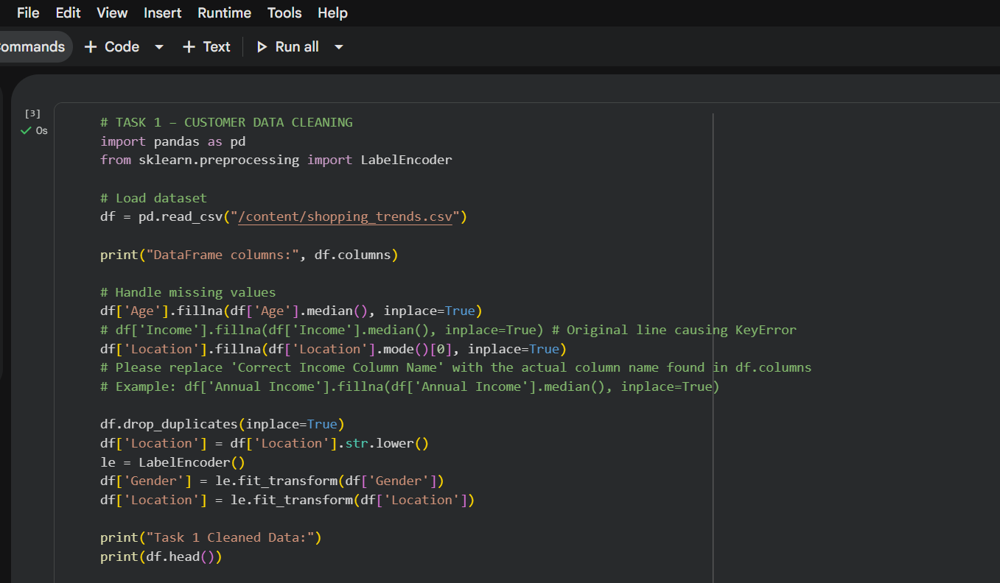 File Edit View Insert Runtime Tools Help
ommands + Code + Text Run all
[3]
0s
# TASK 1 – CUSTOMER DATA CLEANING
import pandas as pd
from sklearn.preprocessing import LabelEncoder
# Load dataset
df = pd.read_csv("/content/shopping_trends.csv")
print("DataFrame columns:", df.columns)
# Handle missing values
df['Age'].fillna(df['Age'].median(), inplace=True)
# df['Income'].fillna(df['Income'].median(), inplace=True) # Original line causing KeyError
df['Location'].fillna(df['Location'].mode()[0], inplace=True)
# Please replace 'Correct Income Column Name' with the actual column name found in df.columns
# Example: df['Annual Income'].fillna(df['Annual Income'].median(), inplace=True)
df.drop_duplicates(inplace=True)
df['Location'] = df['Location'].str.lower()
le = LabelEncoder()
df['Gender'] = le.fit_transform(df['Gender'])
df['Location'] = le.fit_transform(df['Location'])
print("Task 1 Cleaned Data:")
print(df.head())